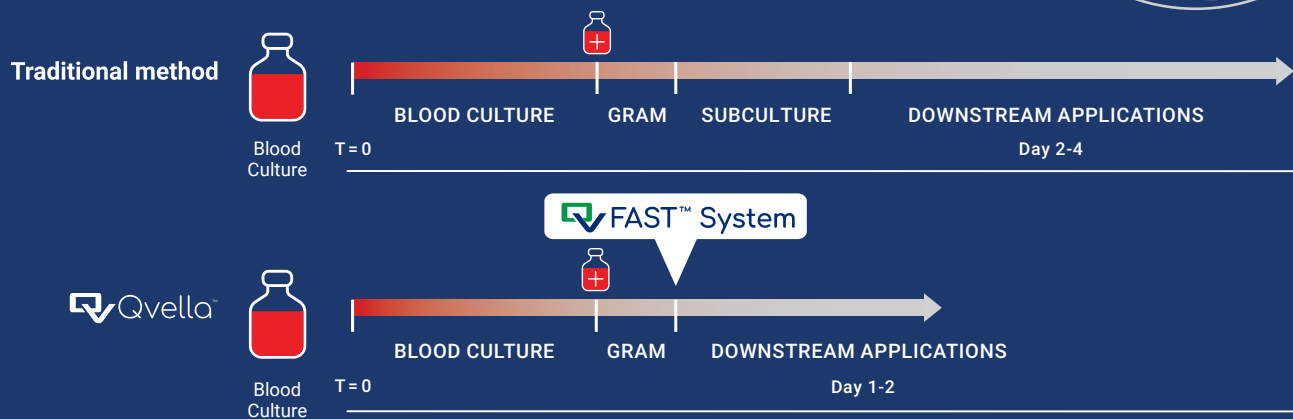 Traditional method
Blood
Culture
T = 0
BLOOD CULTURE
GRAM
SUBCULTURE
DOWNSTREAM APPLICATIONS
Day 2-4
FAST™ System
Qvella™
Blood
Culture
T = 0
BLOOD CULTURE
GRAM
DOWNSTREAM APPLICATIONS
Day 1-2